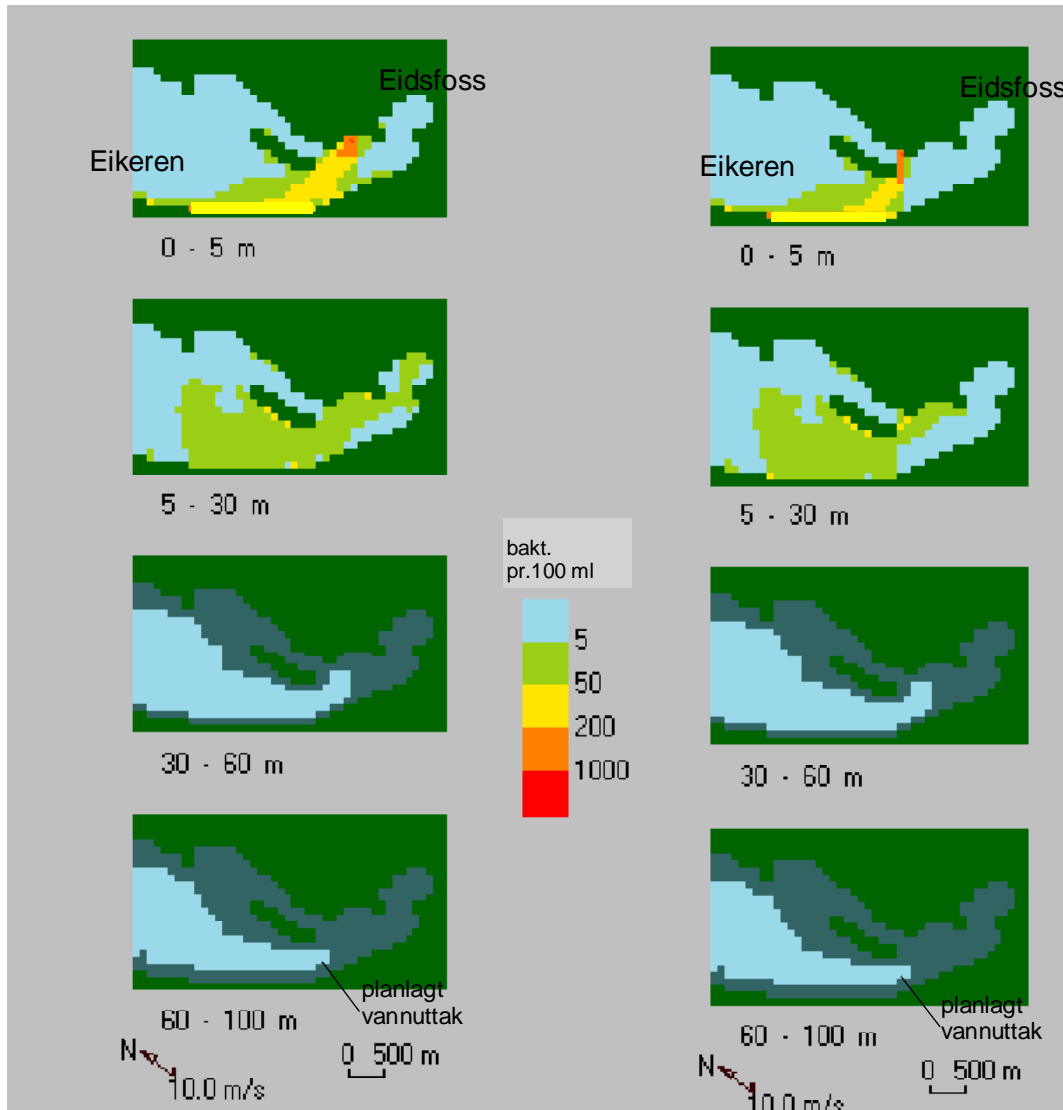 Eidsfoss
Eikeren
0 - 5 m
5 - 30 m
30 - 60 m
60 - 100 m
planlagt
vannuttak
N
10.0 m/s
0 500 m
bakt.
pr.100 ml
5
50
200
1000
Eidsfoss
Eikeren
0 - 5 m
5 - 30 m
30 - 60 m
60 - 100 m
planlagt
vannuttak
N
10.0 m/s
0 500 m